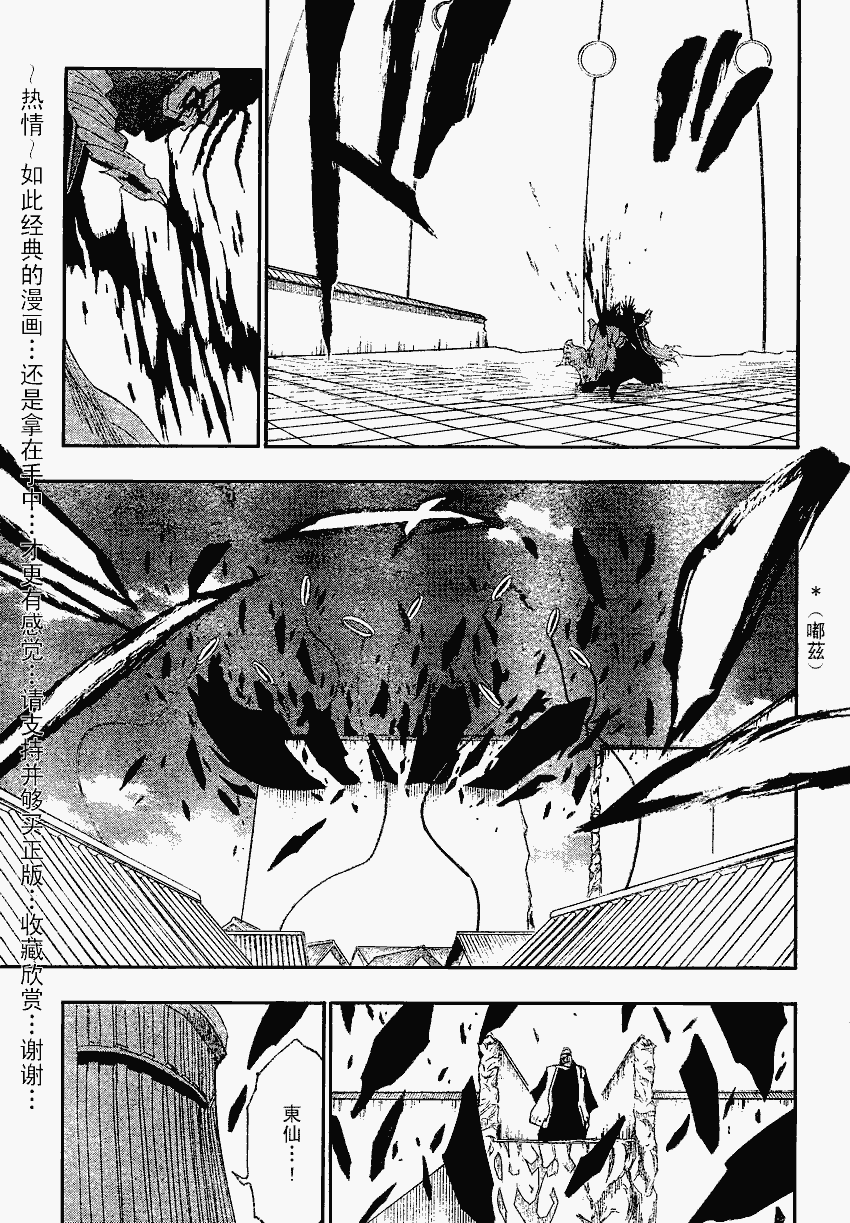 ～热情～如此经典的漫画…还是拿在手中…才更有感觉…请支持并够买正版…收藏欣赏…谢谢…
*（嘟茲）
東仙…！